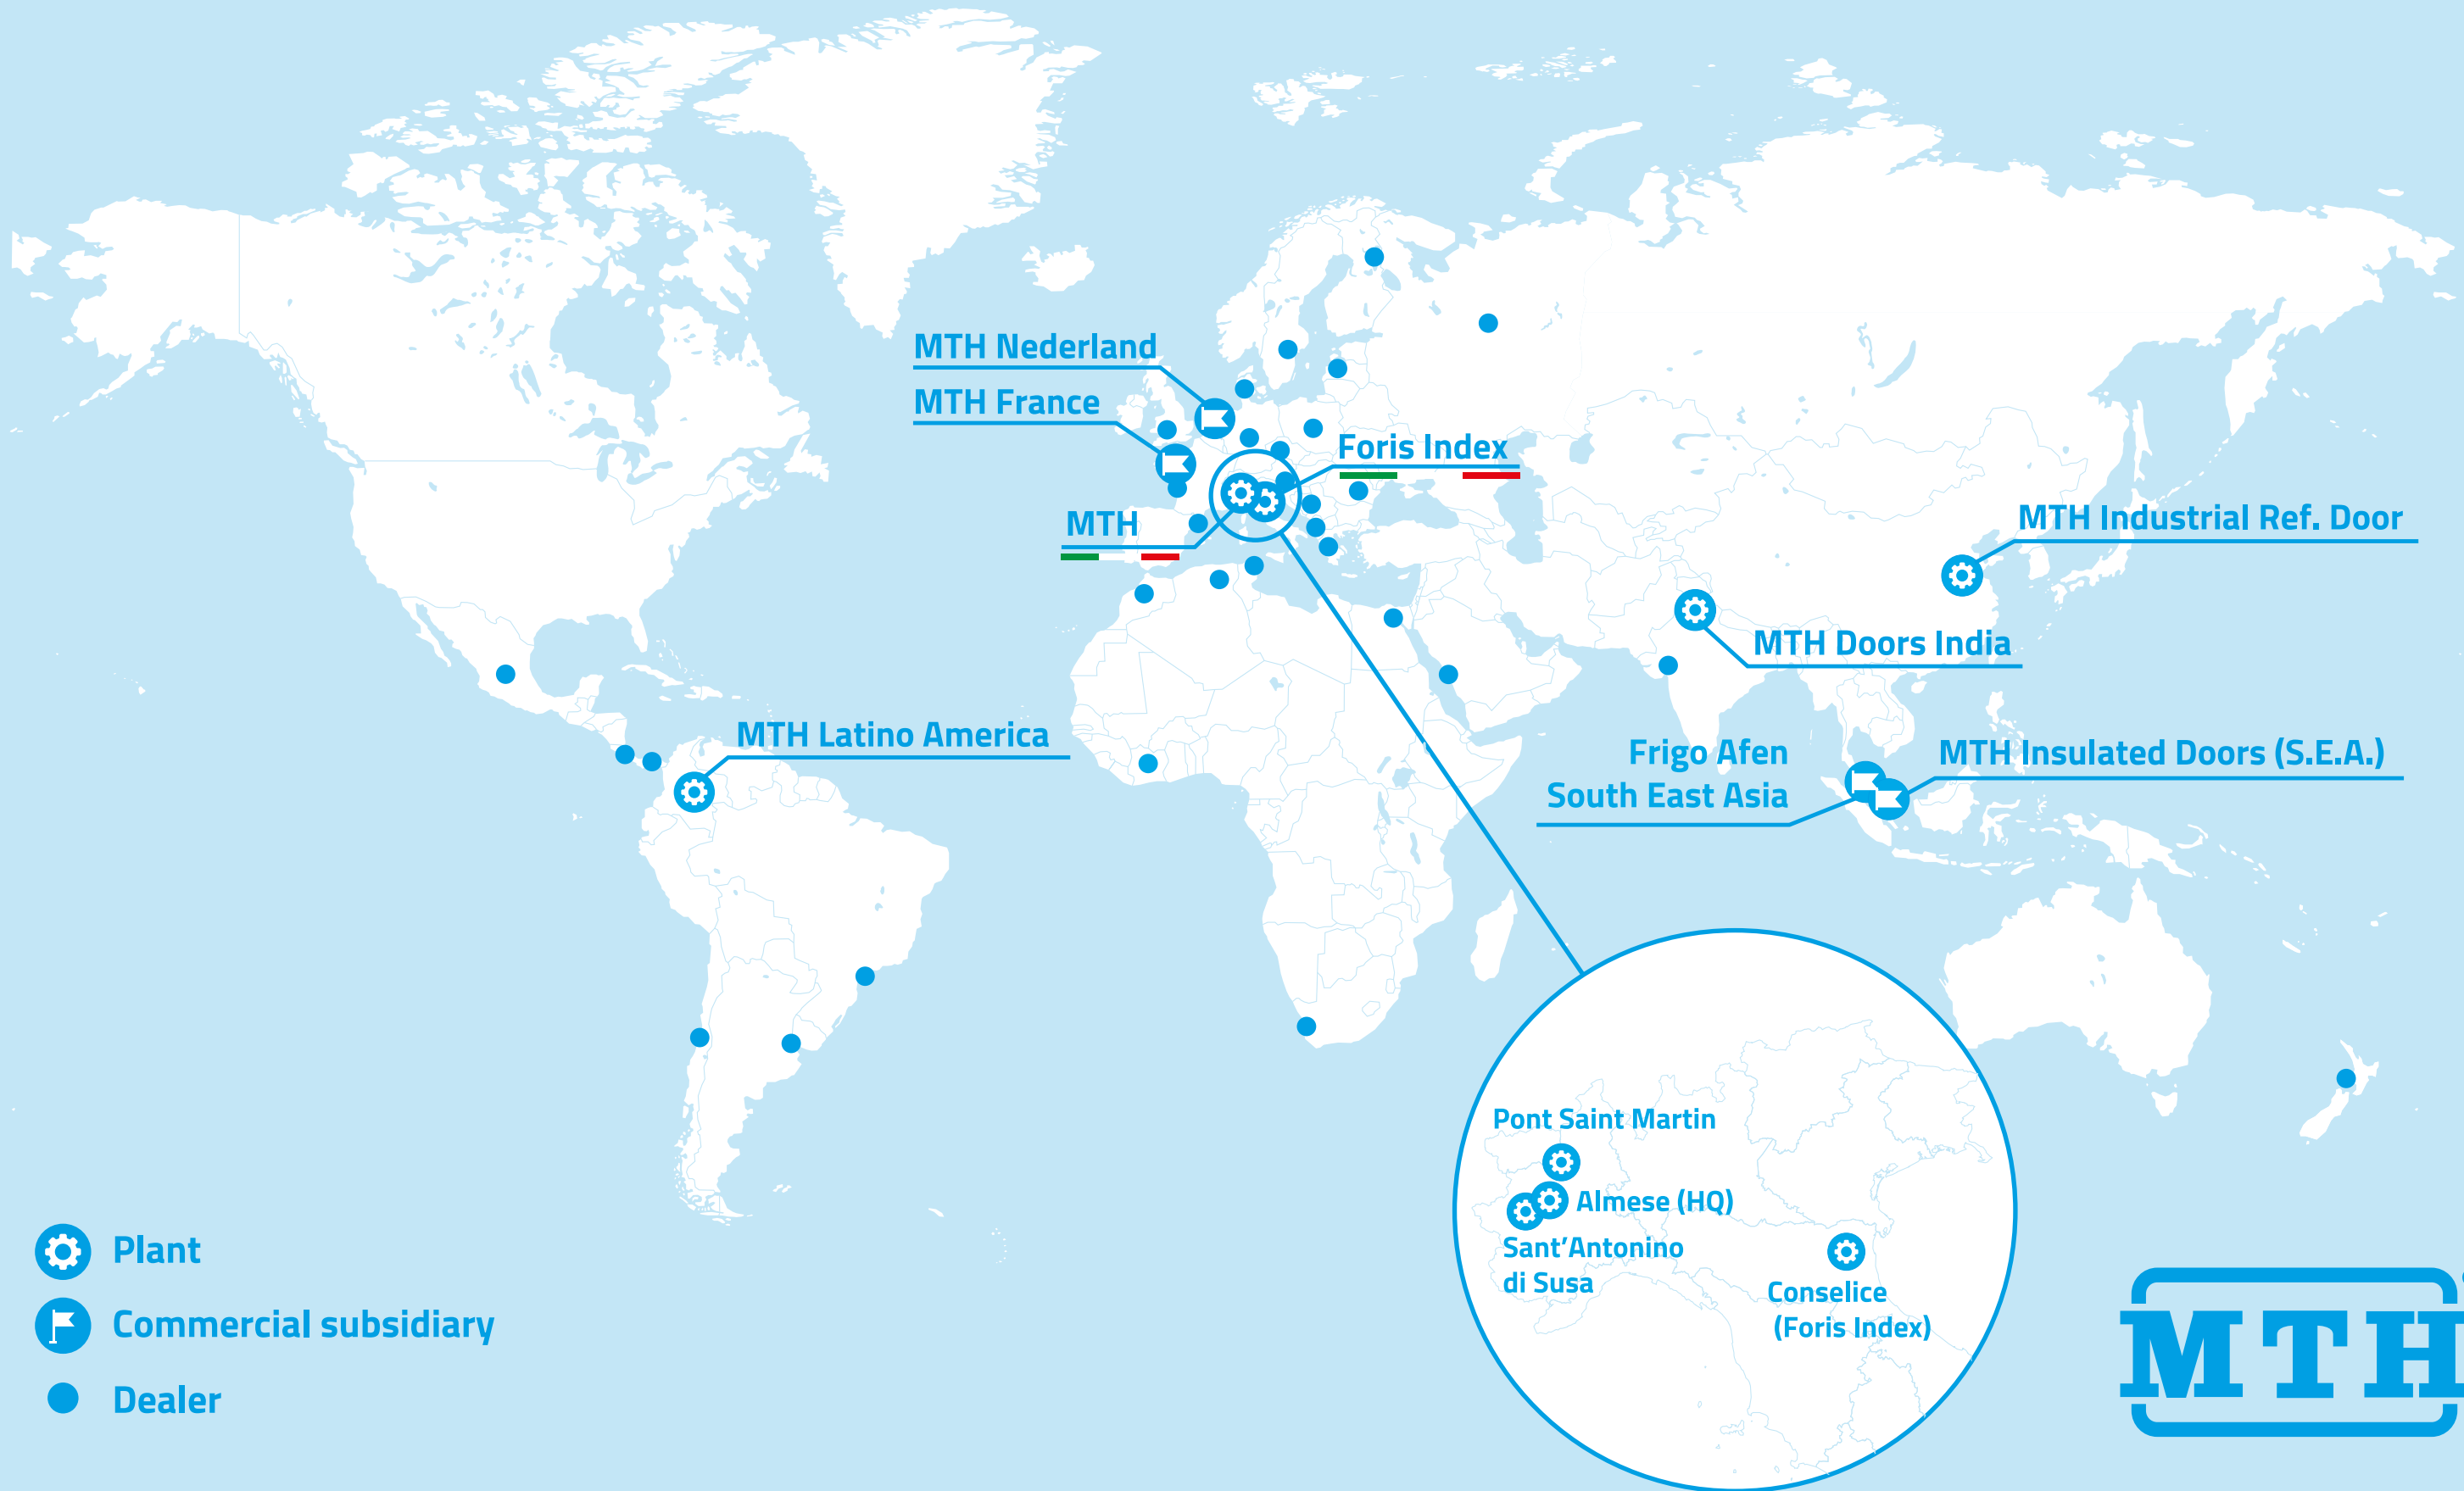 MTH Nederland
MTH France
Foris Index
MTH
MTH Industrial Ref. Door
MTH Doors India
MTH Latino America
Frigo Afen
South East Asia
MTH Insulated Doors (S.E.A.)
Pont Saint Martin
Almese (HQ)
Sant'Antonino
di Susa
Conselice
(Foris Index)
Plant
Commercial subsidiary
Dealer
MTH